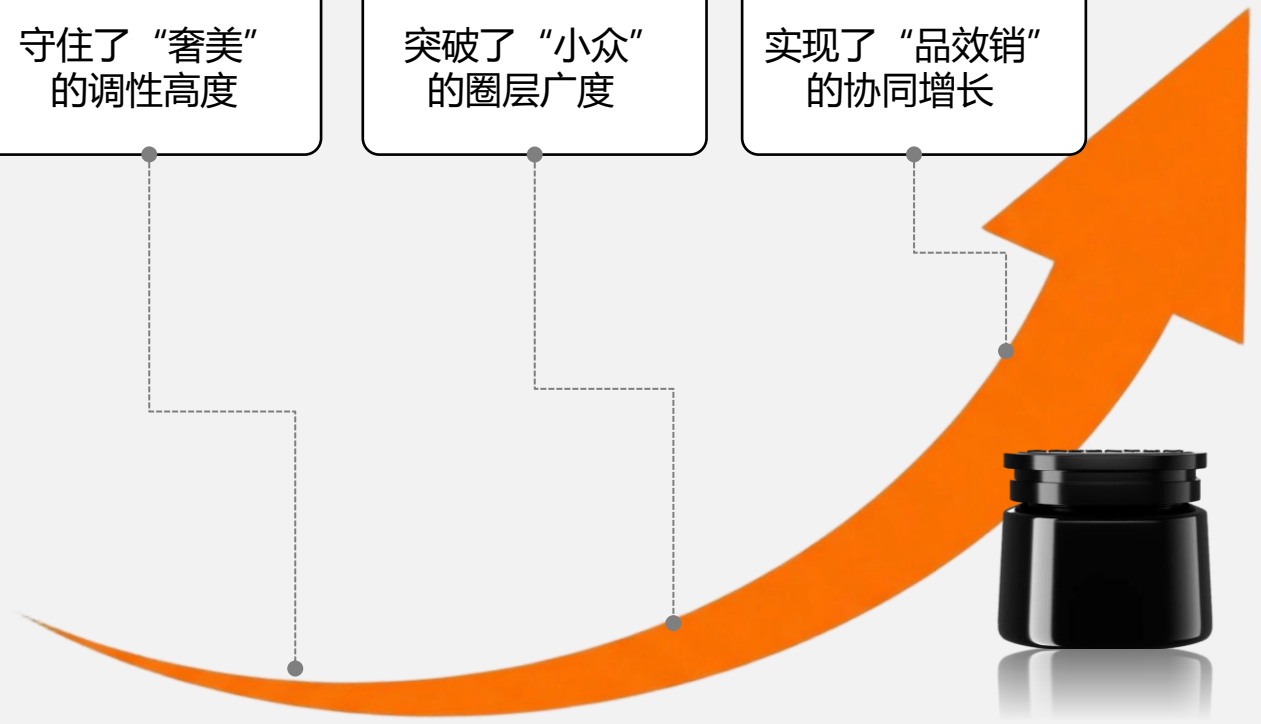 守住了“奢美”
的调性高度
突破了“小众”
的圈层广度
实现了“品效销”
的协同增长